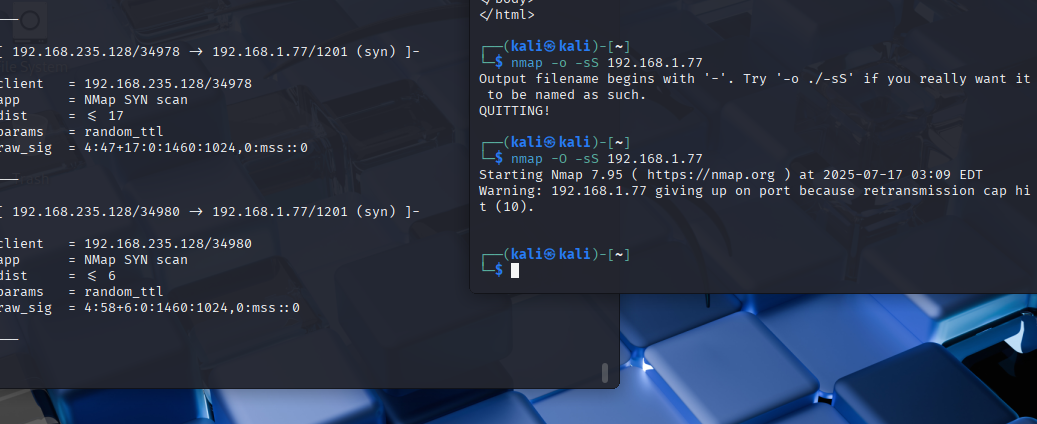 [ 192.168.235.128/34978 → 192.168.1.77/1201 (syn) ]-
client   = 192.168.235.128/34978
app      = NMap SYN scan
dist     = <= 17
params   = random_ttl
raw_sig  = 4:47+17:0:1460:1024,0:mss::0
[ 192.168.235.128/34980 → 192.168.1.77/1201 (syn) ]-
client   = 192.168.235.128/34980
app      = NMap SYN scan
dist     = <= 6
params   = random_ttl
raw_sig  = 4:58+6:0:1460:1024,0:mss::0
</body>
</html>
┌──(kali㉿kali)-[~]
└─$ nmap -o -sS 192.168.1.77
Output filename begins with '-'. Try '-o ./-sS' if you really want it
to be named as such.
QUITTING!
┌──(kali㉿kali)-[~]
└─$ nmap -O -sS 192.168.1.77
Starting Nmap 7.95 ( https://nmap.org ) at 2025-07-17 03:09 EDT
Warning: 192.168.1.77 giving up on port because retransmission cap hi
t (10).
┌──(kali㉿kali)-[~]
└─$